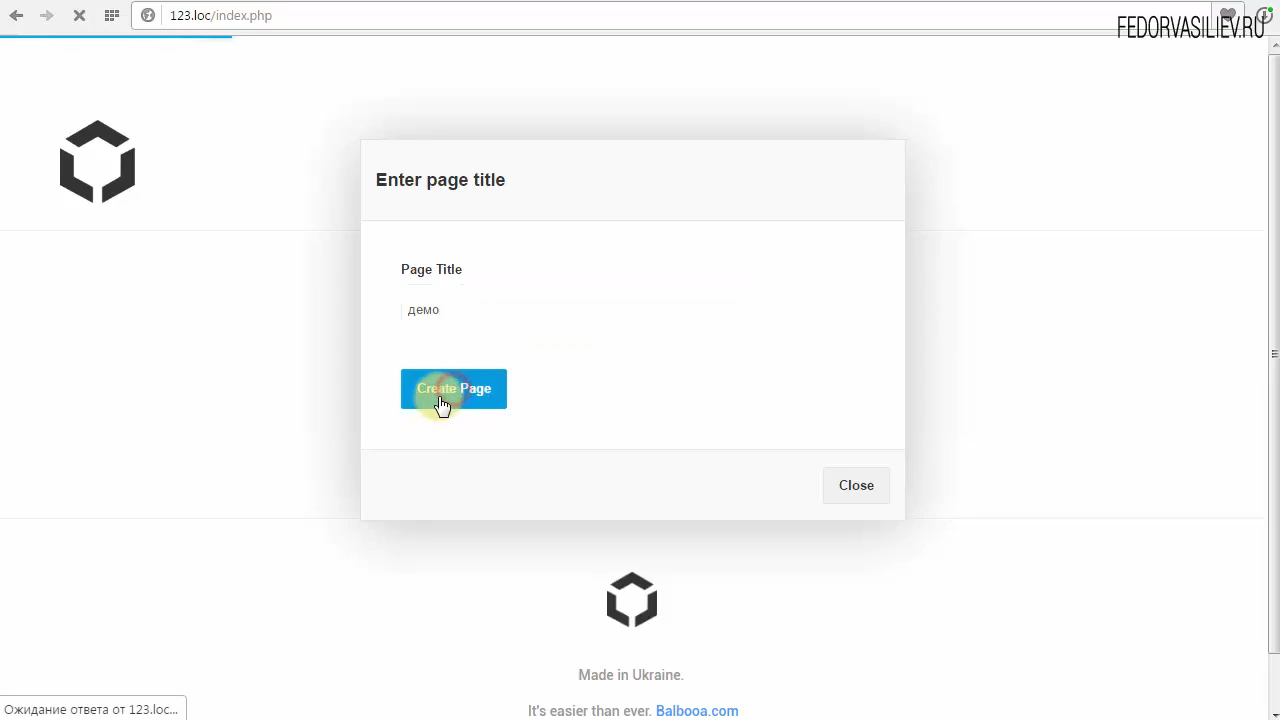 123.loc/index.php
FEDORVASILIEV.RU
Enter page title
Page Title
демо
Create Page
Close
Made in Ukraine.
It's easier than ever. Balbooa.com
Ожидание ответа от 123.loc...